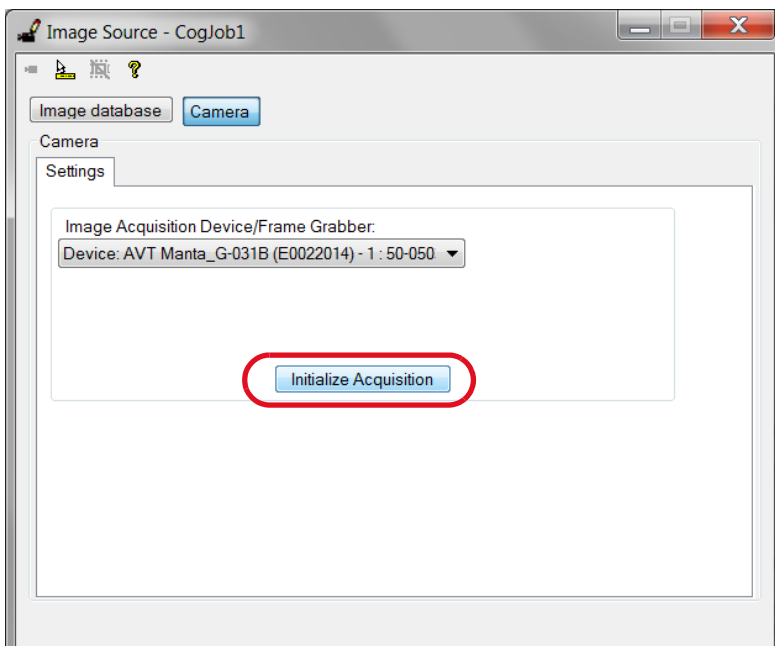 Image Source - CogJob1
Image database Camera
Camera
Settings
Image Acquisition Device/Frame Grabber:
Device: AVT Manta_G-031B (E0022014) - 1 : 50-050
Initialize Acquisition